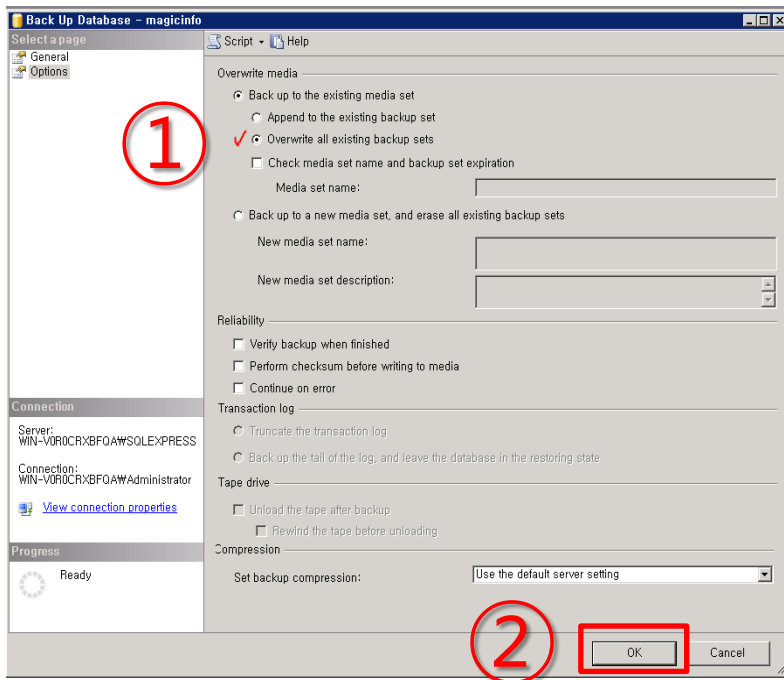 Back Up Database - magicinfo
Select a page
General
Options
Script Help
Overwrite media
Back up to the existing media set
Append to the existing backup set
1
Overwrite all existing backup sets
Check media set name and backup set expiration
Media set name:
Back up to a new media set, and erase all existing backup sets
New media set name:
New media set description:
Reliability
Verify backup when finished
Perform checksum before writing to media
Continue on error
Transaction log
Truncate the transaction log
Back up the tail of the log, and leave the database in the restoring state
Tape drive
Unload the tape after backup
Rewind the tape before unloading
Compression
Set backup compression: Use the default server setting
Connection
Server:
WIN-V0R0CRXBFQA₩SQLEXPRESS
Connection:
WIN-V0R0CRXBFQA₩Administrator
View connection properties
Progress
Ready
2
OK Cancel